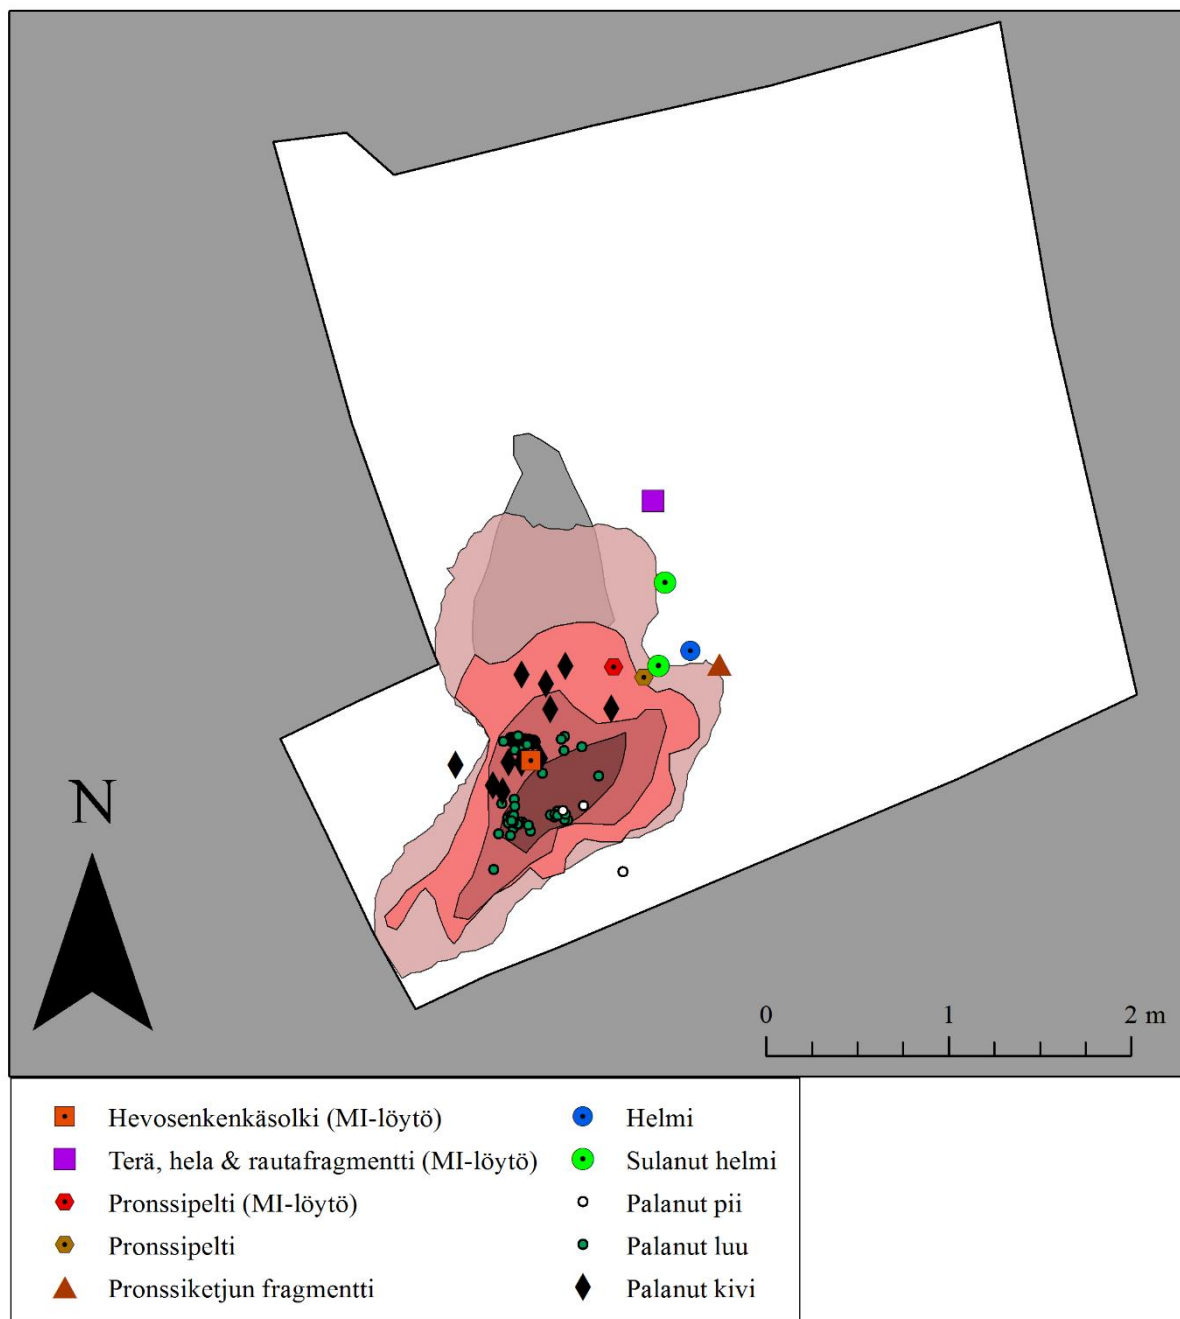 N
0 1 2 m
Hevosenkenkäsolki (MI-löytö)
Terä, hela & rautafragmentti (MI-löytö)
Pronssipelti (MI-löytö)
Pronssipelti
Pronssiketjun fragmentti
Helmi
Sulanut helmi
Palanut pii
Palanut luu
Palanut kivi